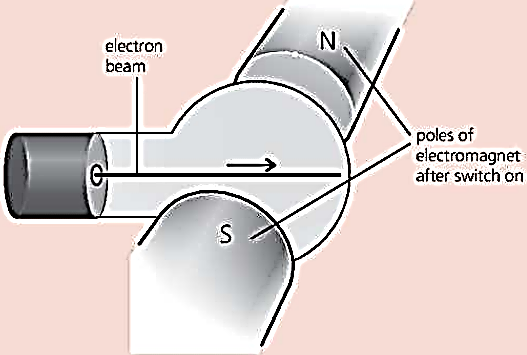 electron
beam
N
poles of
electromagnet
after switch on
S